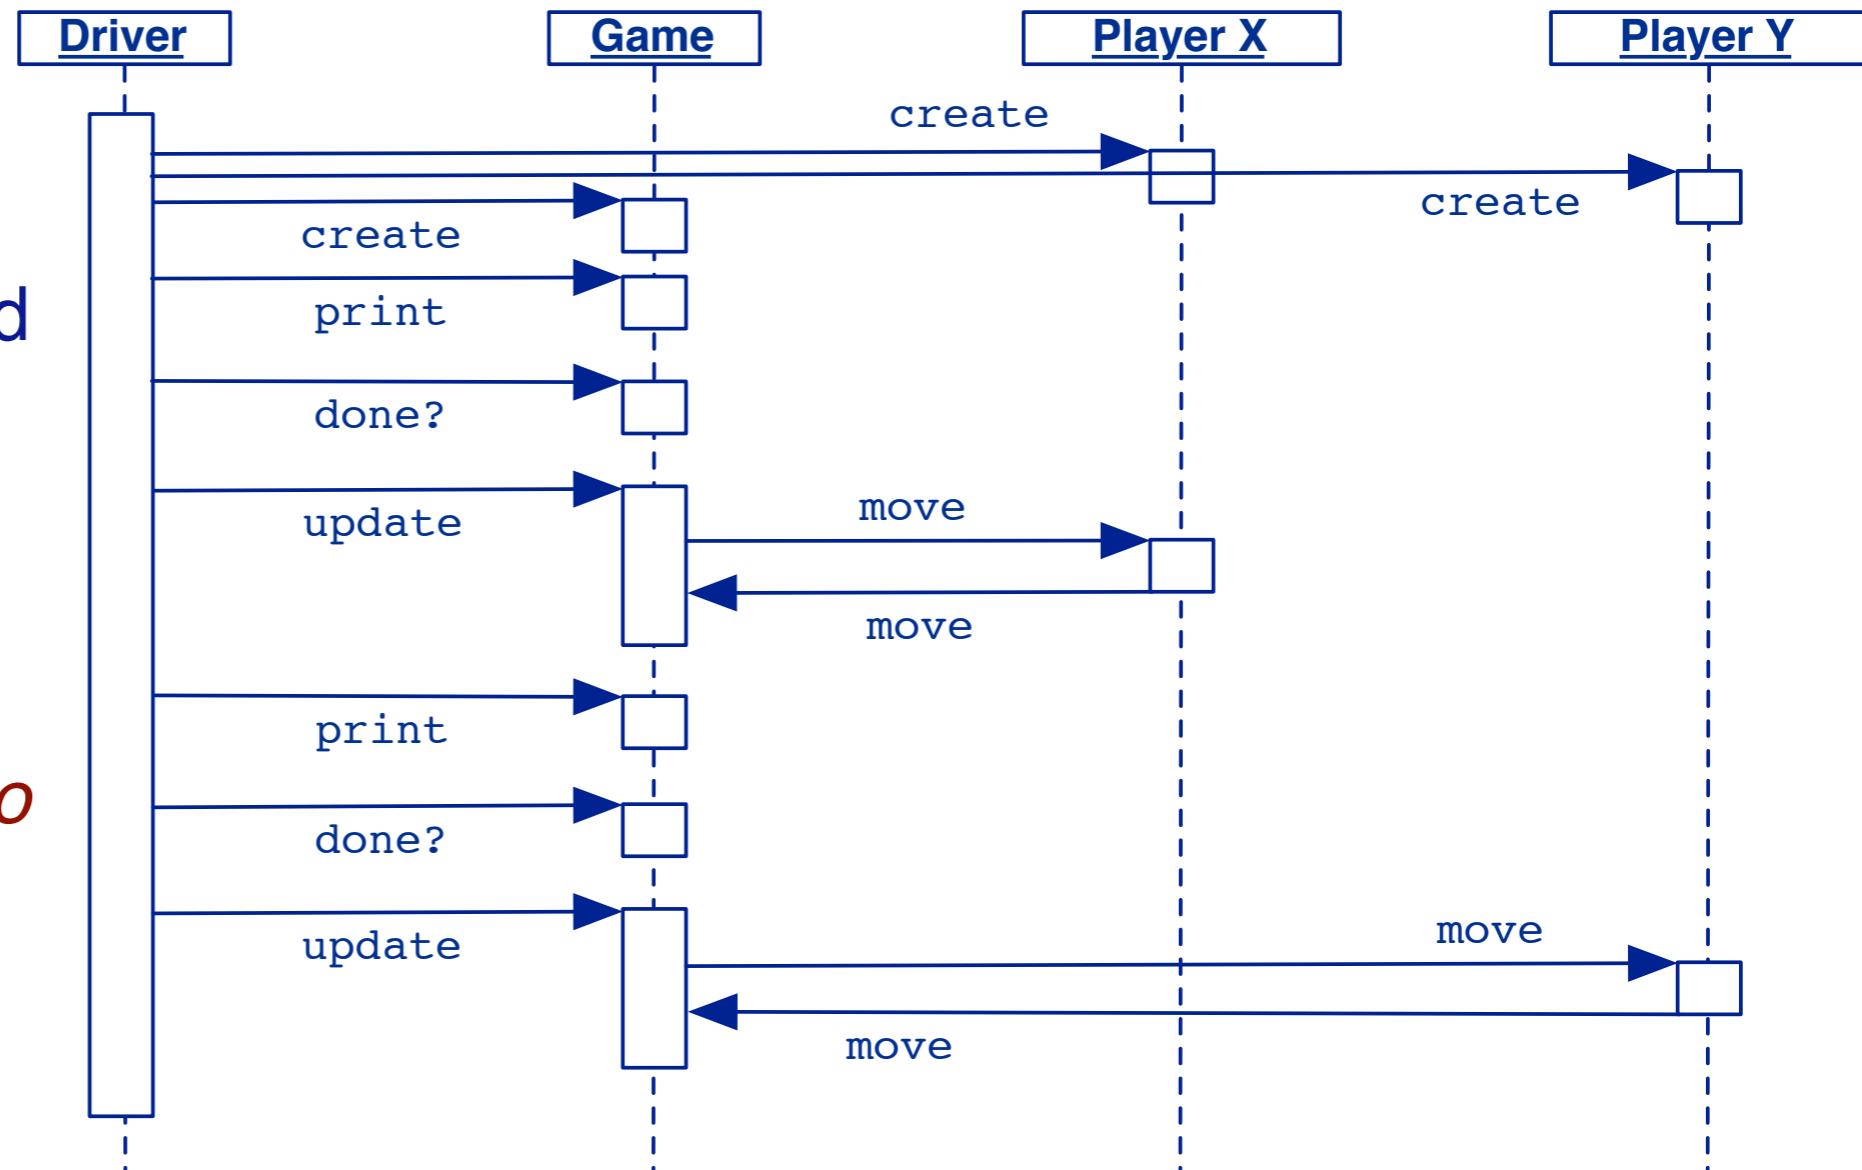 Driver
Game
Player X
Player Y
create
create
create
d
print
done?
update
move
move
print
o
done?
update
move
move